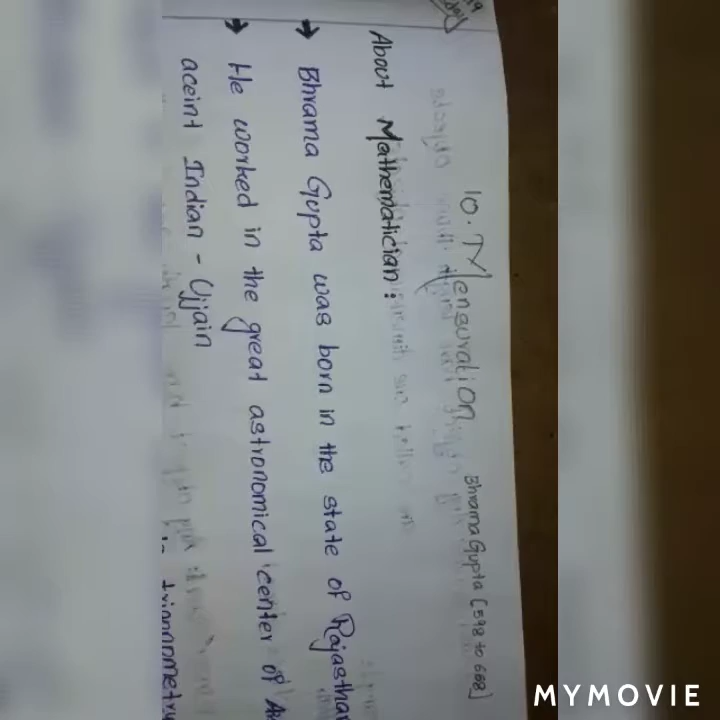 10. Mensuration
Bhrama Gupta [598 to 668]
About Mathematician:
→ Bhrama Gupta was born in the state of Rajasthan
→ He worked in the great astronomical center of
aceint Indian - Ujjain
MYMOVIE